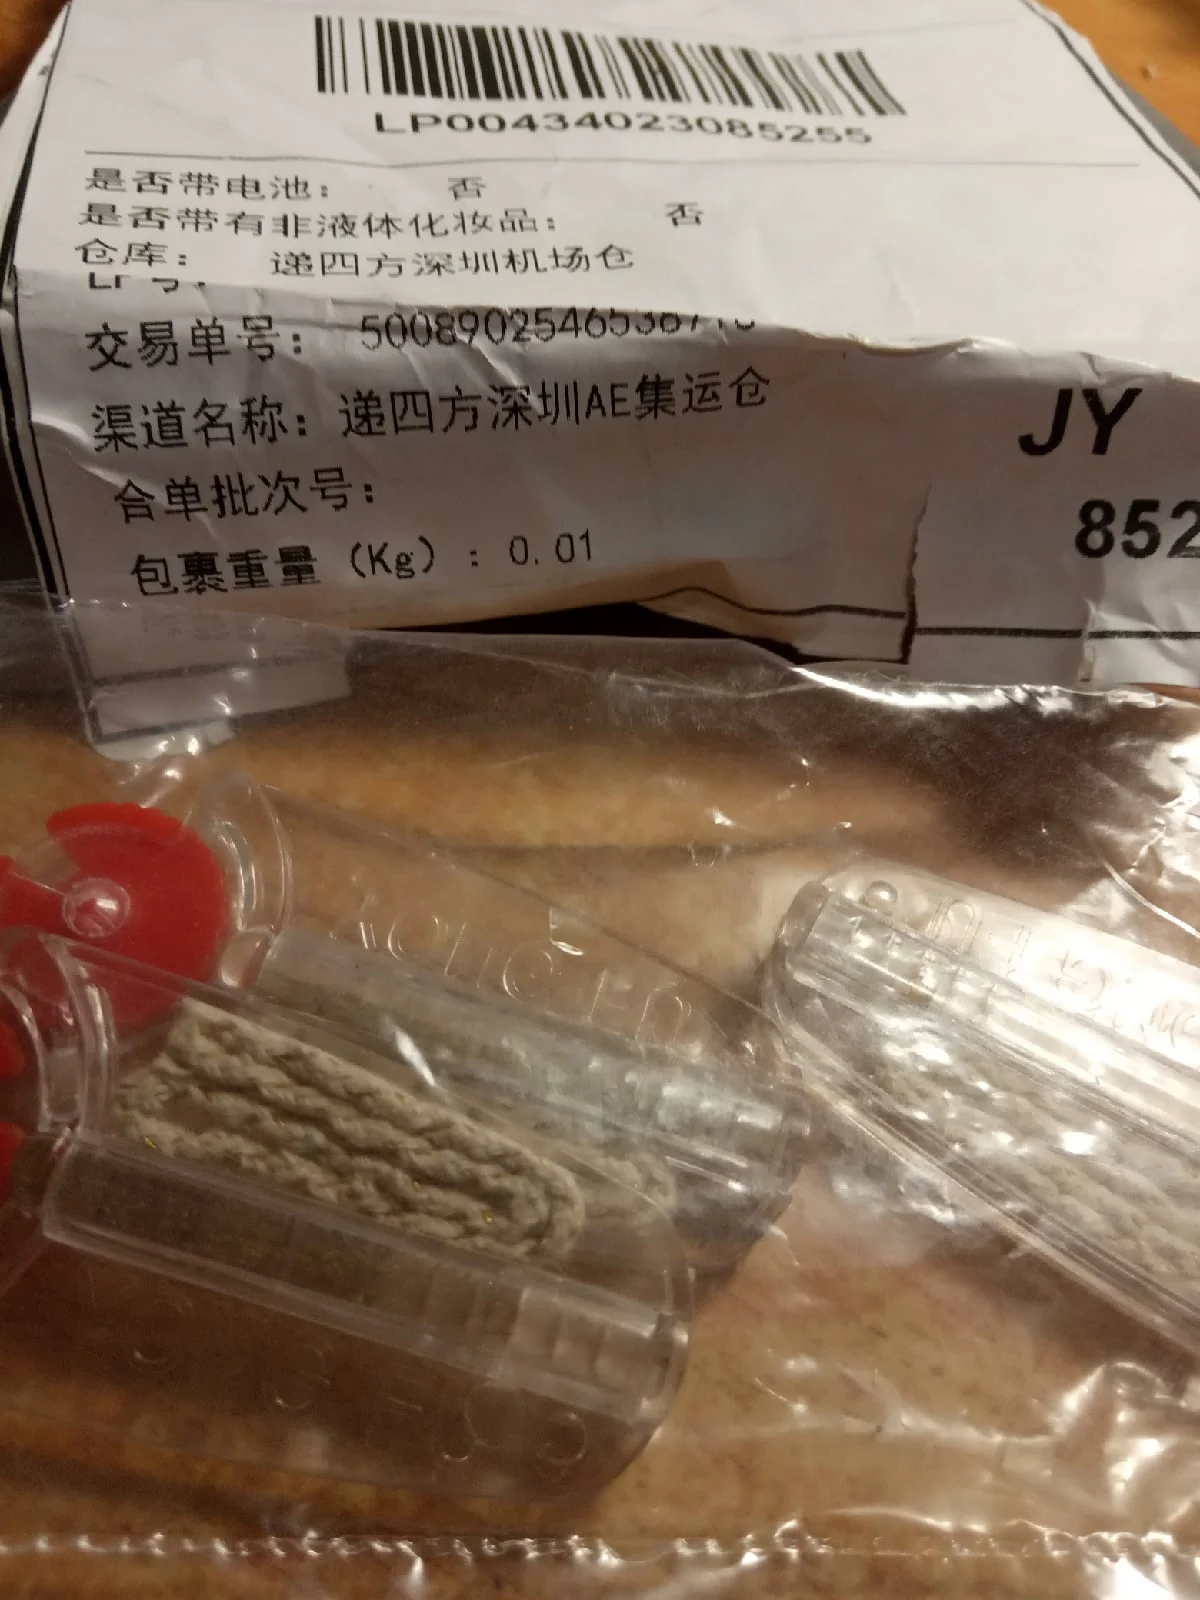 LP00434023085255
是否带电池： 否
是否带有非液体化妆品： 否
仓库： 递四方深圳机场仓
交易单号：
渠道名称：递四方深圳AE集运仓
合单批次号：
包裹重量（Kg）：0.01
JY
852